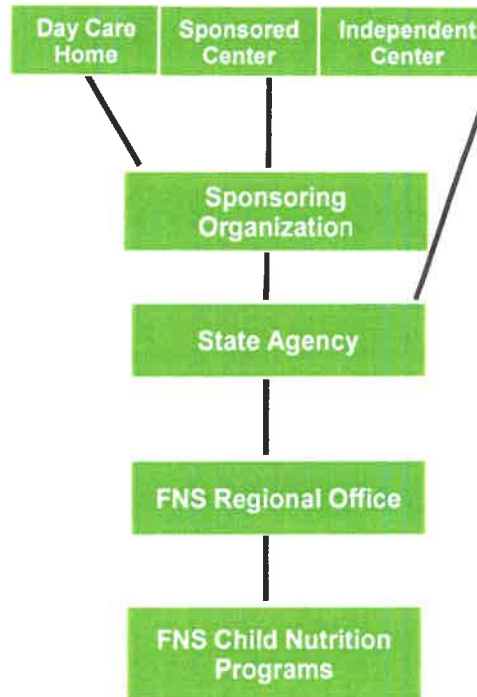 Day Care
Home
Sponsored
Center
Independent
Center
Sponsoring
Organization
State Agency
FNS Regional Office
FNS Child Nutrition
Programs